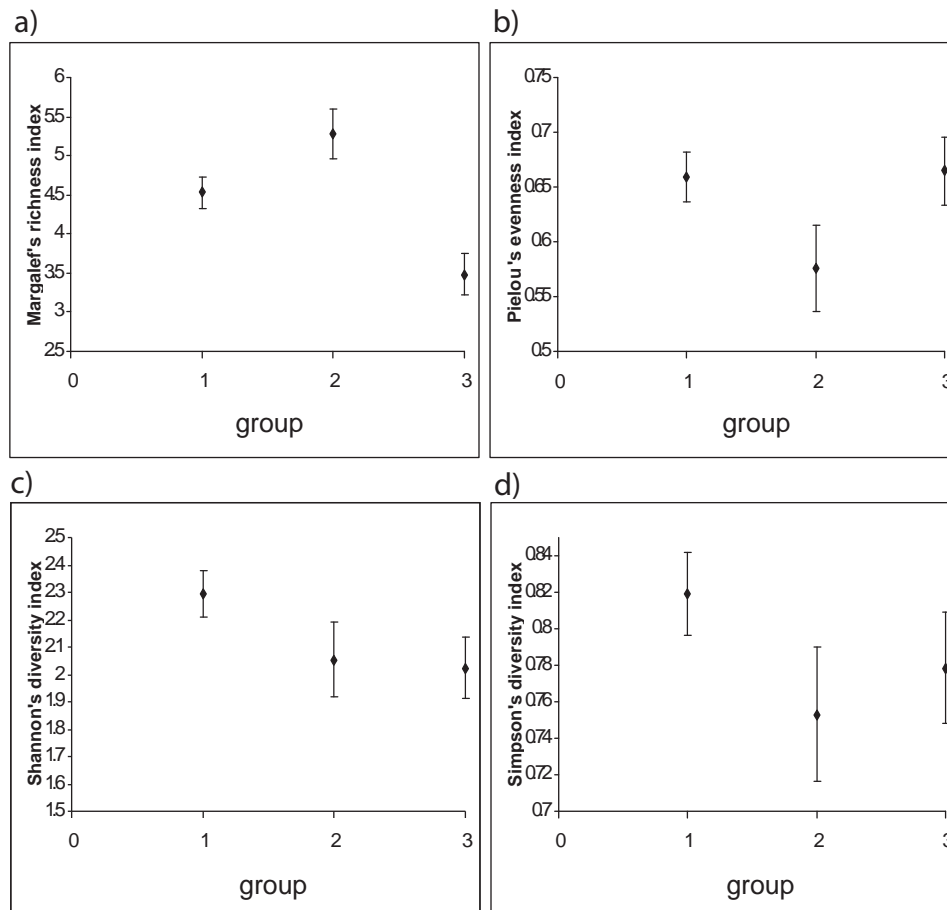 a)
Margalef's richness index
6
5.5
5
4.5
4
3.5
3
2.5
0 1 2 3
group
b)
Pielou's evenness index
0.75
0.7
0.65
0.6
0.55
0.5
0 1 2 3
group
c)
Shannon's diversity index
2.5
2.4
2.3
2.2
2.1
2
1.9
1.8
1.7
1.6
1.5
0 1 2 3
group
d)
Simpson's diversity index
0.84
0.82
0.8
0.78
0.76
0.74
0.72
0.7
0 1 2 3
group